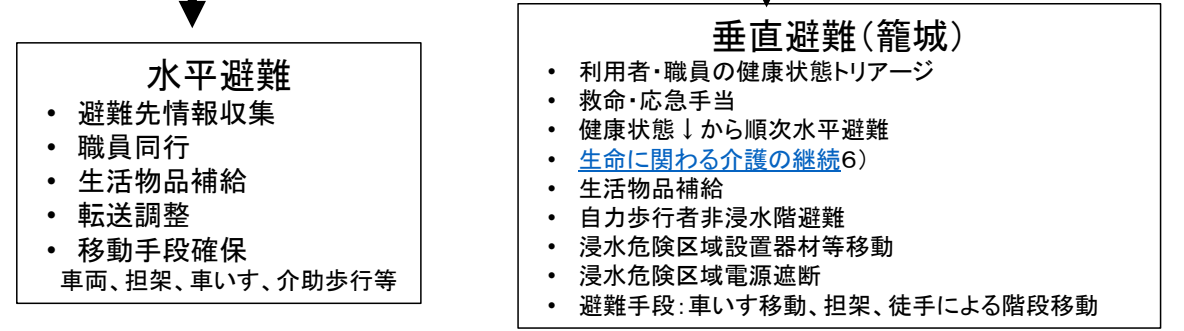 水平避難
• 避難先情報収集
• 職員同行
• 生活物品補給
• 転送調整
• 移動手段確保
車両、担架、車いす、介助歩行等
垂直避難（籠城）
• 利用者・職員の健康状態トリアージ
• 救命・応急手当
• 健康状態↓から順次水平避難
• 生命に関わる介護の継続6）
• 生活物品補給
• 自力歩行者非浸水階避難
• 浸水危険区域設置器材等移動
• 浸水危険区域電源遮断
• 避難手段：車いす移動、担架、徒手による階段移動